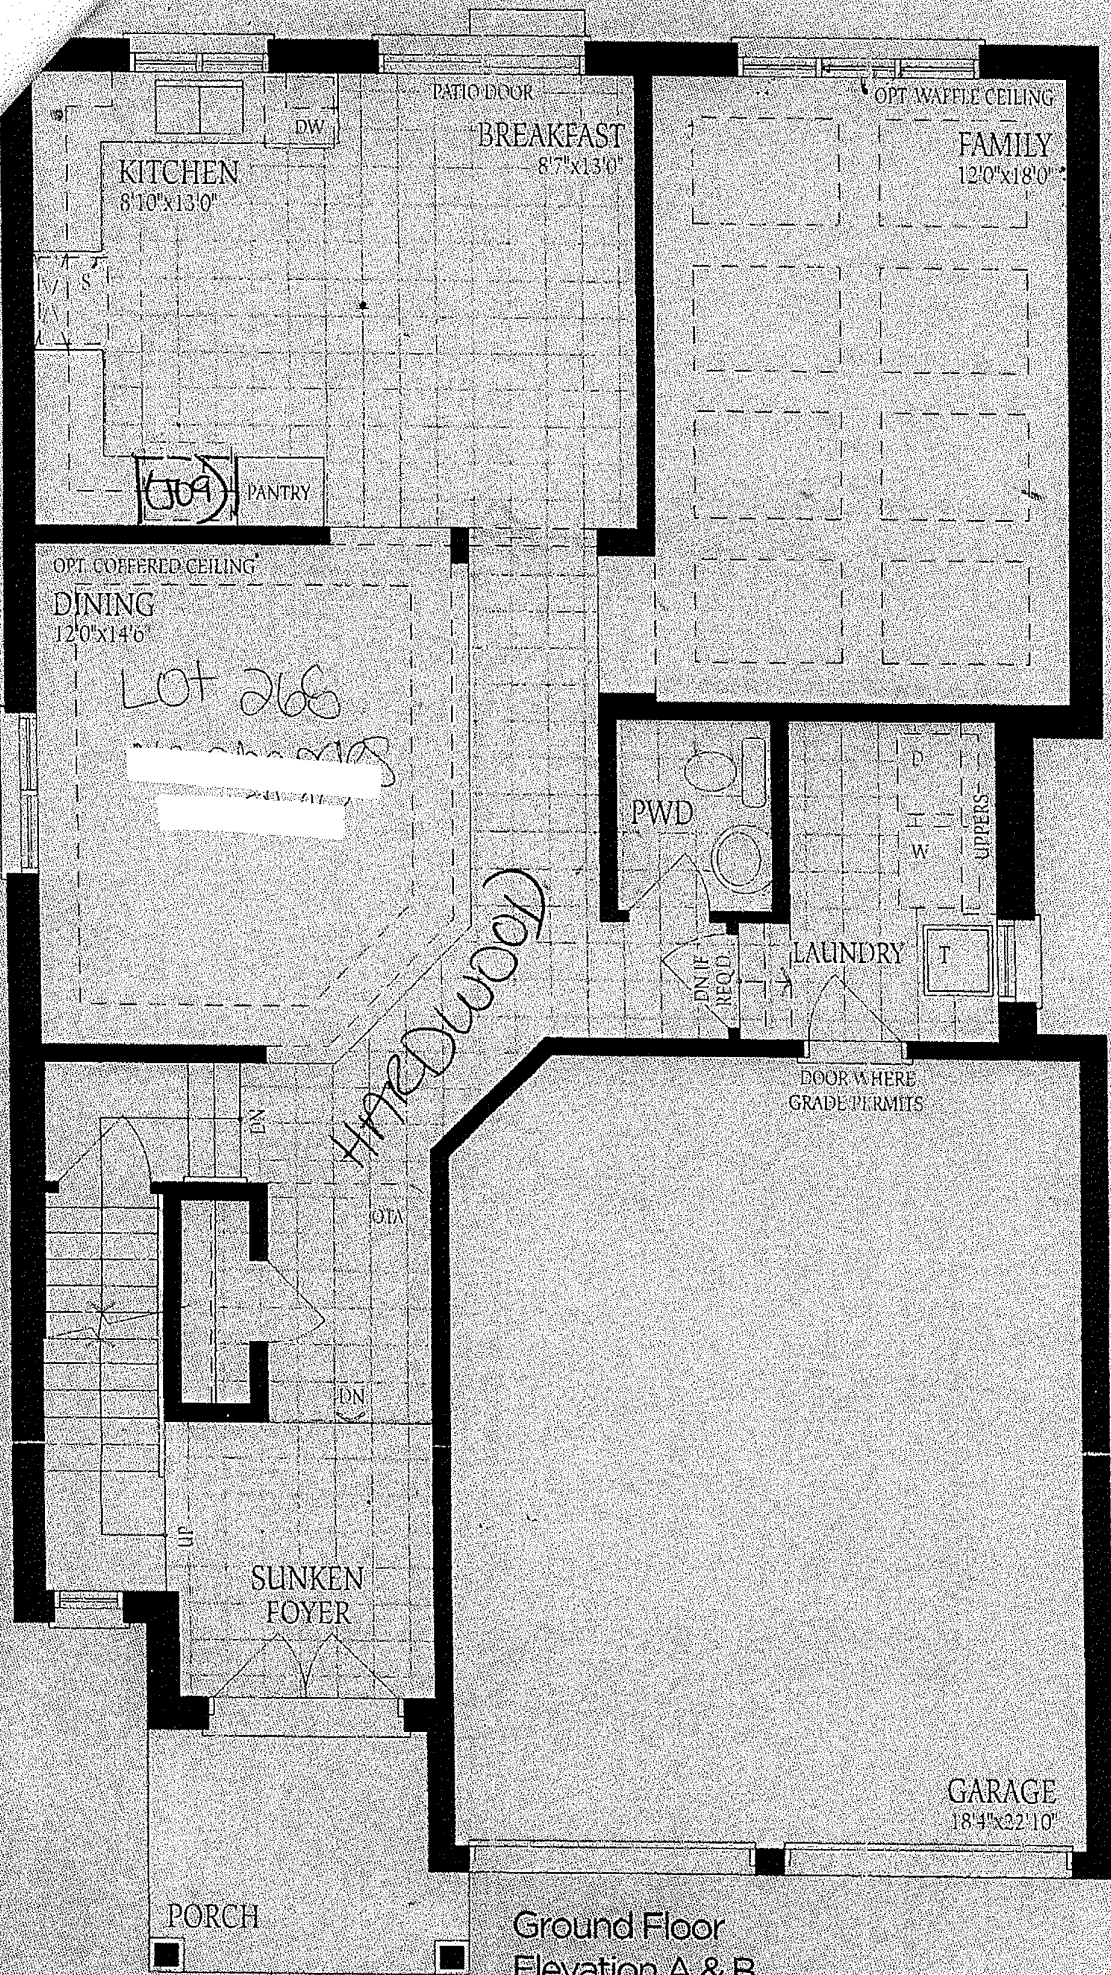 PATIO DOOR
OPT. WAFFLE CEILING
DW
BREAKFAST
8'7"x13'0"
FAMILY
12'0"x18'0"
KITCHEN
8'10"x13'0"
S
PANTRY
OPT. COFFERED CEILING
DINING
12'0"x14'6"
LOT 268
D
W
UPPERS
PWD
HARDWOOD
LAUNDRY
T
DN IF
REQ'D.
DOOR WHERE
GRADE PERMITS
DN
OTA
DN
UP
SUNKEN
FOYER
GARAGE
18'4"x22'10"
PORCH
Ground Floor
Elevation A & B